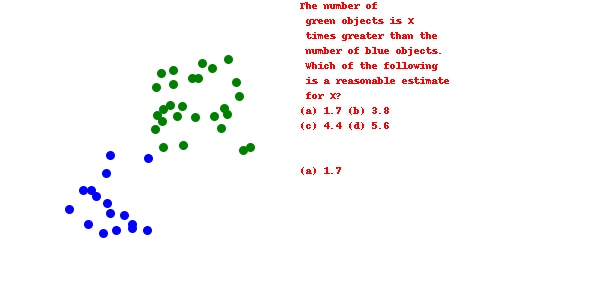 The number of
green objects is X
times greater than the
number of blue objects.
Which of the following
is a reasonable estimate
for X?
(a) 1.7 (b) 3.8
(c) 4.4 (d) 5.6
(a) 1.7